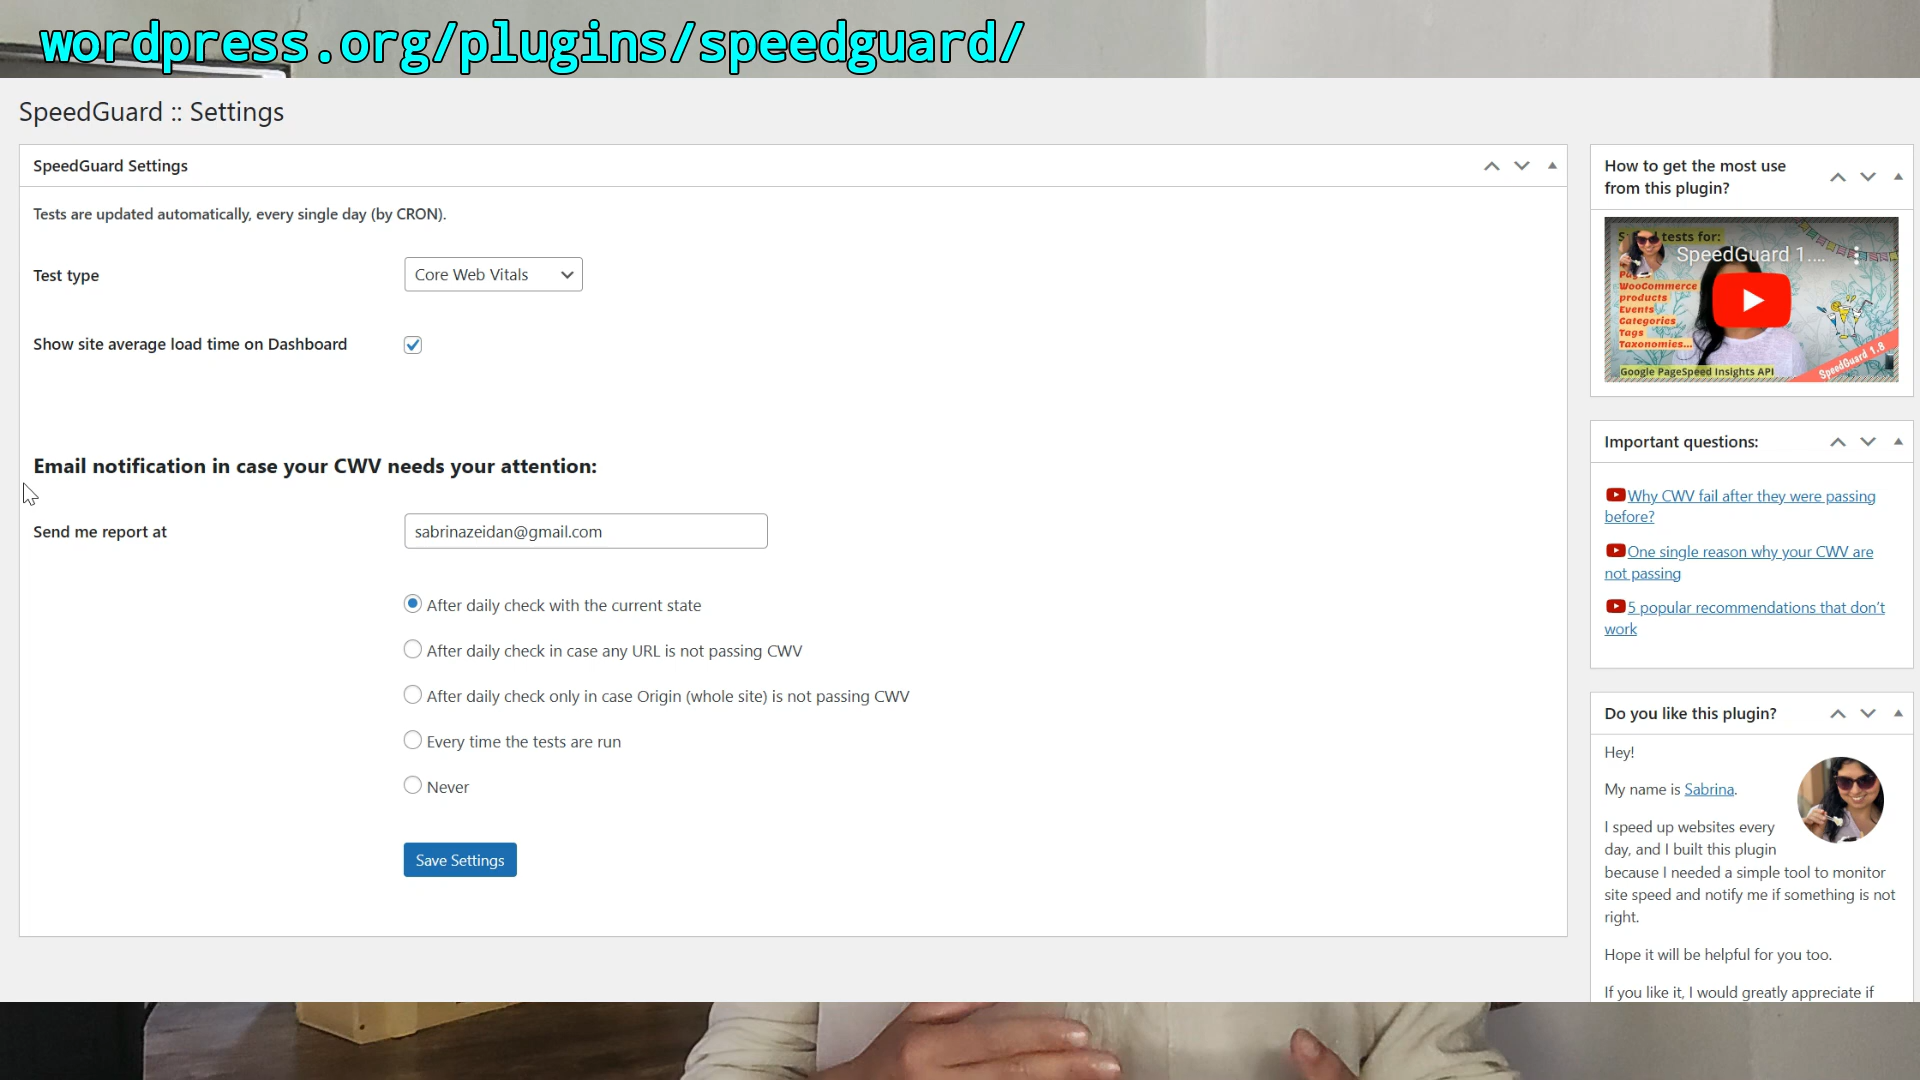 wordpress.org/plugins/speedguard/
SpeedGuard :: Settings
SpeedGuard Settings
Tests are updated automatically, every single day (by CRON).
Test type
Core Web Vitals
Show site average load time on Dashboard
Email notification in case your CWV needs your attention:
Send me report at
sabrinazeidan@gmail.com
After daily check with the current state
After daily check in case any URL is not passing CWV
After daily check only in case Origin (whole site) is not passing CWV
Every time the tests are run
Never
Save Settings
How to get the most use
from this plugin?
tests for:
SpeedGuard 1....
WooCommerce
products
Events
Categories
Tags
Taxonomies...
Google PageSpeed Insights API
SpeedGuard 1.8
Important questions:
Why CWV fail after they were passing
before?
One single reason why your CWV are
not passing
5 popular recommendations that don't
work
Do you like this plugin?
Hey!
My name is Sabrina.
I speed up websites every
day, and I built this plugin
because I needed a simple tool to monitor
site speed and notify me if something is not
right.
Hope it will be helpful for you too.
If you like it, I would greatly appreciate if